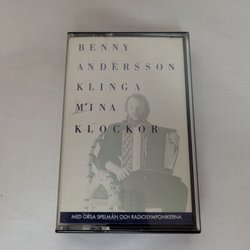 BENNY
ANDERSSON
KLINGA
MINA
KLOCKOR
MED ORSA SPELMÄN OCH RADIOSYMFONIKERNA